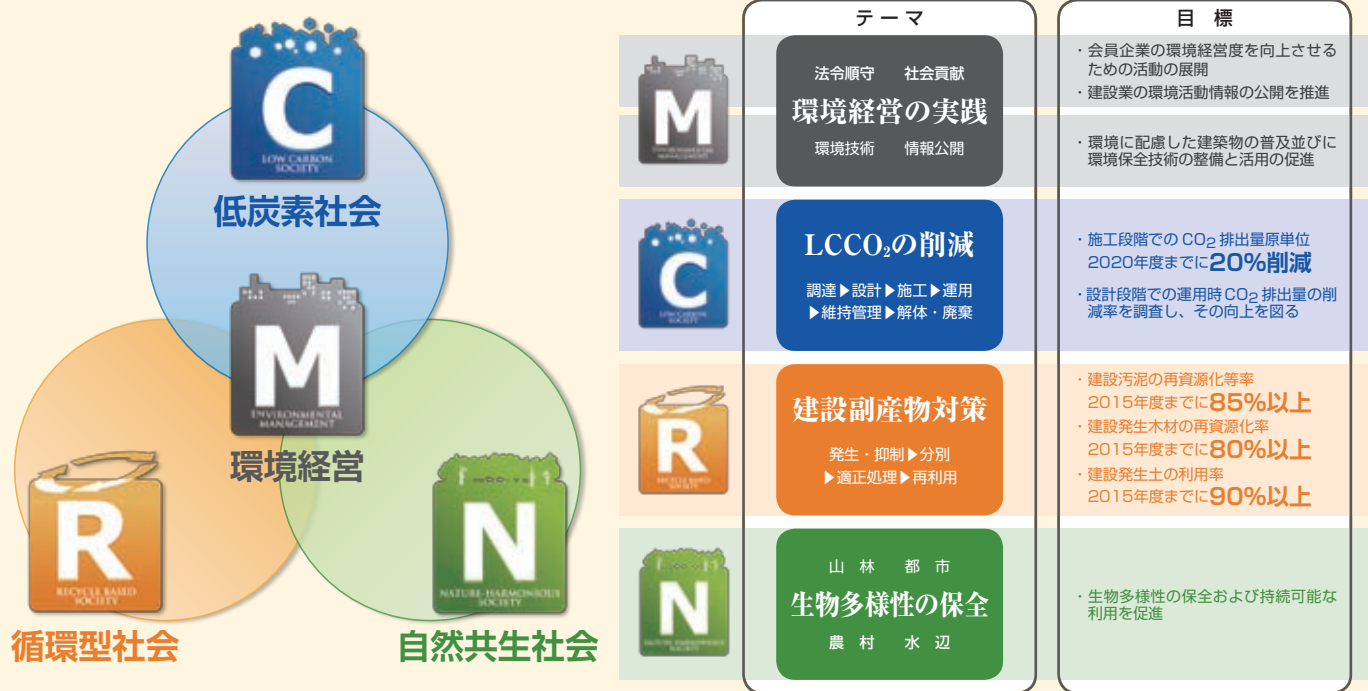 C
LOW CARBON
SOCIETY
低炭素社会
M
ENVIRONMENTAL
MANAGEMENT
環境経営
R
RECYCLE BASED
SOCIETY
循環型社会
N
NATURE-HARMONIOUS
SOCIETY
自然共生社会
テーマ
目 標
M
ENVIRONMENTAL
MANAGEMENT
法令順守 社会貢献
環境経営の実践
環境技術 情報公開
・会員企業の環境経営度を向上させる
ための活動の展開
・建設業の環境活動情報の公開を推進
・環境に配慮した建築物の普及並びに
環境保全技術の整備と活用の促進
C
LOW CARBON
SOCIETY
LCCO₂の削減
調達▶設計▶施工▶運用
▶維持管理▶解体・廃棄
・施工段階での CO₂ 排出量原単位
2020年度までに20%削減
・設計段階での運用時 CO₂ 排出量の削
減率を調査し、その向上を図る
R
RECYCLE BASED
SOCIETY
建設副産物対策
発生・抑制▶分別
▶適正処理▶再利用
・建設汚泥の再資源化等率
2015年度までに85%以上
・建設発生木材の再資源化率
2015年度までに80%以上
・建設発生土の利用率
2015年度までに90%以上
N
NATURE-HARMONIOUS
SOCIETY
山 林 都 市
生物多様性の保全
農 村 水 辺
・生物多様性の保全および持続可能な
利用を促進